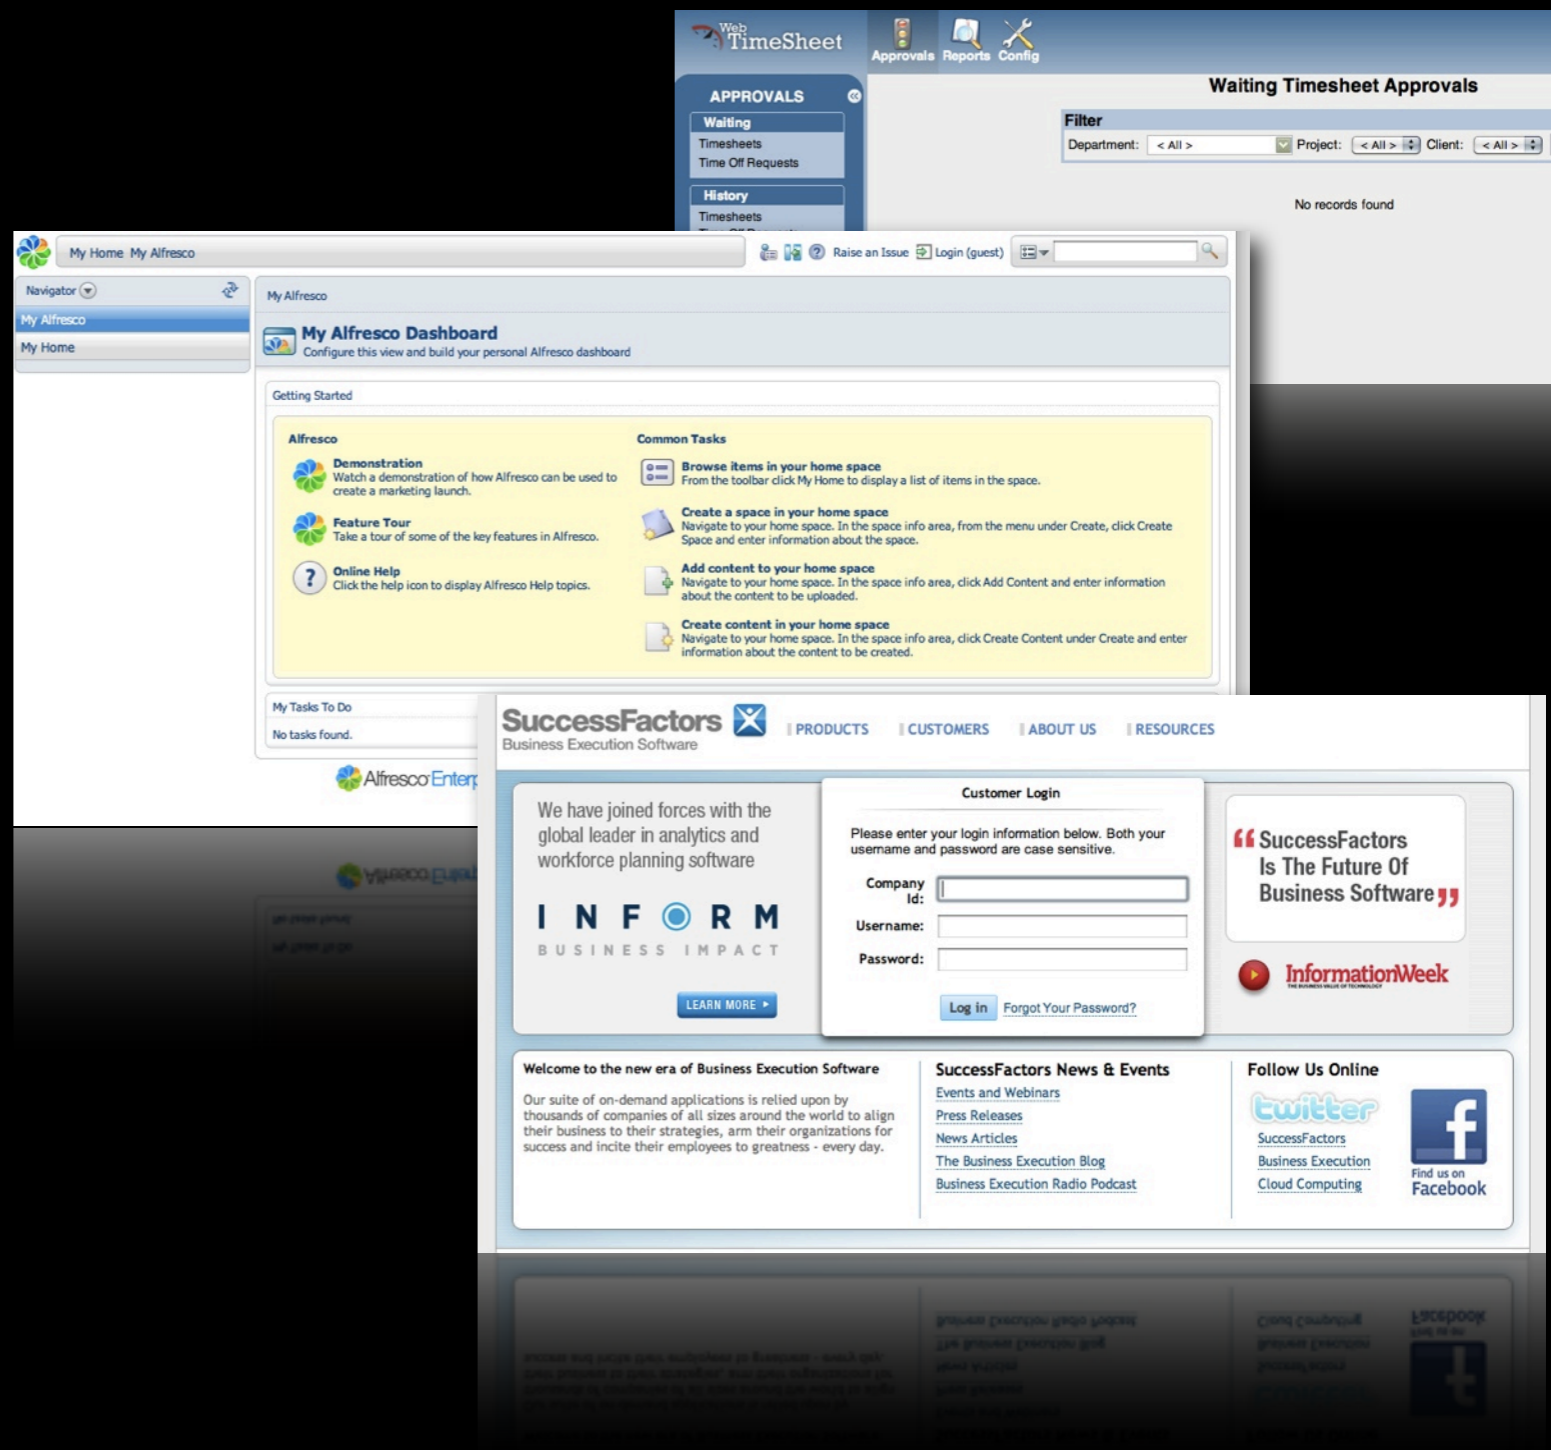 Web
TimeSheet
Approvals Reports Config
APPROVALS
Waiting
Timesheets
Time Off Requests
History
Timesheets
Waiting Timesheet Approvals
Filter
Department: < All > Project: < All > Client: < All >
No records found
My Home My Alfresco
Raise an Issue Login (guest)
Navigator
My Alfresco
My Home
My Alfresco
My Alfresco Dashboard
Configure this view and build your personal Alfresco dashboard
Getting Started
Alfresco
Demonstration
Watch a demonstration of how Alfresco can be used to
create a marketing launch.
Feature Tour
Take a tour of some of the key features in Alfresco.
Online Help
Click the help icon to display Alfresco Help topics.
Common Tasks
Browse items in your home space
From the toolbar click My Home to display a list of items in the space.
Create a space in your home space
Navigate to your home space. In the space info area, from the menu under Create, click Create
Space and enter information about the space.
Add content to your home space
Navigate to your home space. In the space info area, click Add Content and enter information
about the content to be uploaded.
Create content in your home space
Navigate to your home space. In the space info area, click Create Content under Create and enter
information about the content to be created.
My Tasks To Do
No tasks found.
Alfresco
SuccessFactors
Business Execution Software
PRODUCTS CUSTOMERS ABOUT US RESOURCES
We have joined forces with the
global leader in analytics and
workforce planning software
INFORM
BUSINESS IMPACT
LEARN MORE
Customer Login
Please enter your login information below. Both your
username and password are case sensitive.
Company
Id:
Username:
Password:
Log in Forgot Your Password?
“ SuccessFactors
Is The Future Of
Business Software ”
InformationWeek
THE BUSINESS VALUE OF TECHNOLOGY
Welcome to the new era of Business Execution Software
Our suite of on-demand applications is relied upon by
thousands of companies of all sizes around the world to align
their business to their strategies, arm their organizations for
success and incite their employees to greatness - every day.
SuccessFactors News & Events
Events and Webinars
Press Releases
News Articles
The Business Execution Blog
Business Execution Radio Podcast
Follow Us Online
twitter
SuccessFactors
Business Execution
Cloud Computing
f
Find us on
Facebook